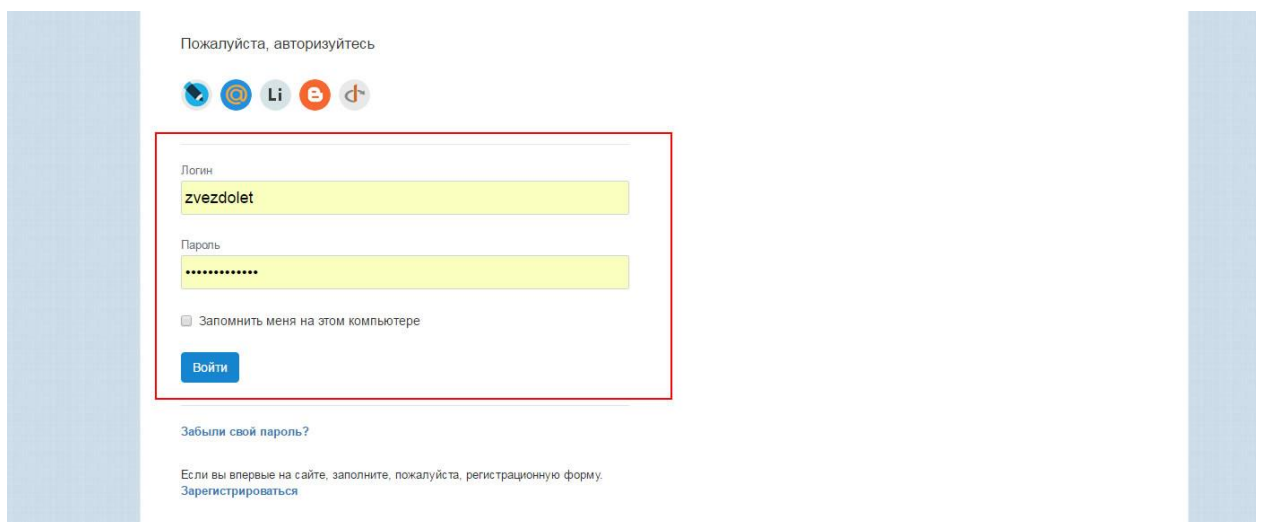 Пожалуйста, авторизуйтесь
@ Li B
Логин
zvezdolet
Пароль
•••••••••••••
Запомнить меня на этом компьютере
Войти
Забыли свой пароль?
Если вы впервые на сайте, заполните, пожалуйста, регистрационную форму.
Зарегистрироваться